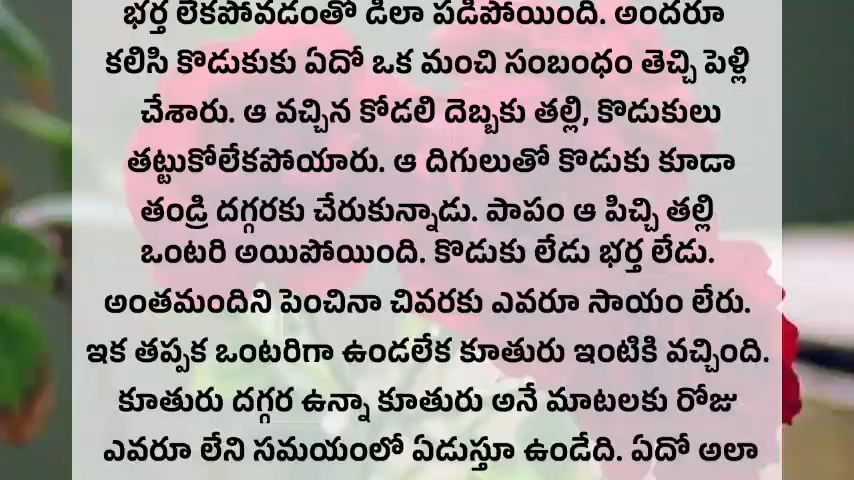 భర్త లేకపోవడంతో డీలా పడిపోయింది. అందరూ
కలిసి కొడుకుకు ఏదో ఒక మంచి సంబంధం తెచ్చి పెళ్లి
చేశారు. ఆ వచ్చిన కోడలి దెబ్బకు తల్లి, కొడుకులు
తట్టుకోలేకపోయారు. ఆ దిగులుతో కొడుకు కూడా
తండ్రి దగ్గరకు చేరుకున్నాడు. పాపం ఆ పిచ్చి తల్లి
ఒంటరి అయిపోయింది. కొడుకు లేడు భర్త లేడు.
అంతమందిని పెంచినా చివరకు ఎవరూ సాయం లేరు.
ఇక తప్పక ఒంటరిగా ఉండలేక కూతురు ఇంటికి వచ్చింది.
కూతురు దగ్గర ఉన్నా కూతురు అనే మాటలకు రోజు
ఎవరూ లేని సమయంలో ఏడుస్తూ ఉండేది. ఏదో అలా